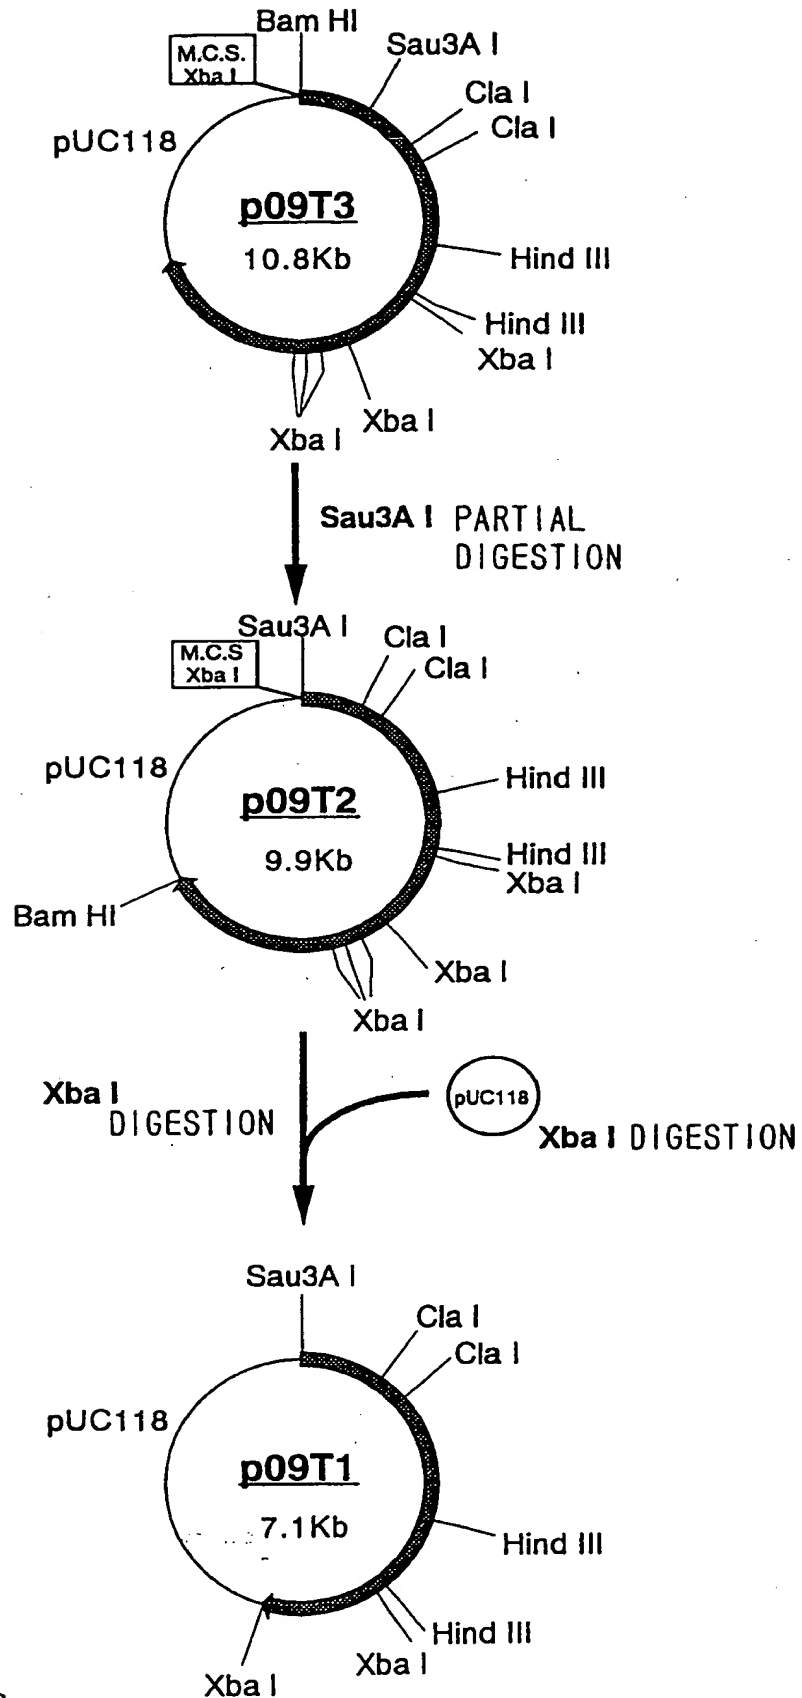 Bam HI
M.C.S.
Xba I
Sau3A I
Cla I
Cla I
pUC118
p09T3
10.8Kb
Hind III
Hind III
Xba I
Xba I
Xba I
Sau3A I PARTIAL
DIGESTION
Sau3A I
M.C.S
Xba I
Cla I
Cla I
pUC118
Hind III
p09T2
9.9Kb
Hind III
Xba I
Bam HI
Xba I
Xba I
Xba I
DIGESTION
pUC118
Xba I DIGESTION
Sau3A I
Cla I
Cla I
pUC118
p09T1
7.1Kb
Hind III
Hind III
Xba I
Xba I